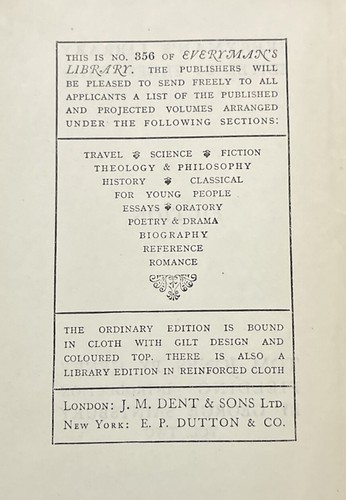 THIS IS NO. 356 OF EVERYMAN'S
LIBRARY. THE PUBLISHERS WILL
BE PLEASED TO SEND FREELY TO ALL
APPLICANTS A LIST OF THE PUBLISHED
AND PROJECTED VOLUMES ARRANGED
UNDER THE FOLLOWING SECTIONS:
TRAVEL SCIENCE FICTION
THEOLOGY & PHILOSOPHY
HISTORY CLASSICAL
FOR YOUNG PEOPLE
ESSAYS ORATORY
POETRY & DRAMA
BIOGRAPHY
REFERENCE
ROMANCE
THE ORDINARY EDITION IS BOUND
IN CLOTH WITH GILT DESIGN AND
COLOURED TOP. THERE IS ALSO A
LIBRARY EDITION IN REINFORCED CLOTH
LONDON: J. M. DENT & SONS LTD.
NEW YORK: E. P. DUTTON & CO.